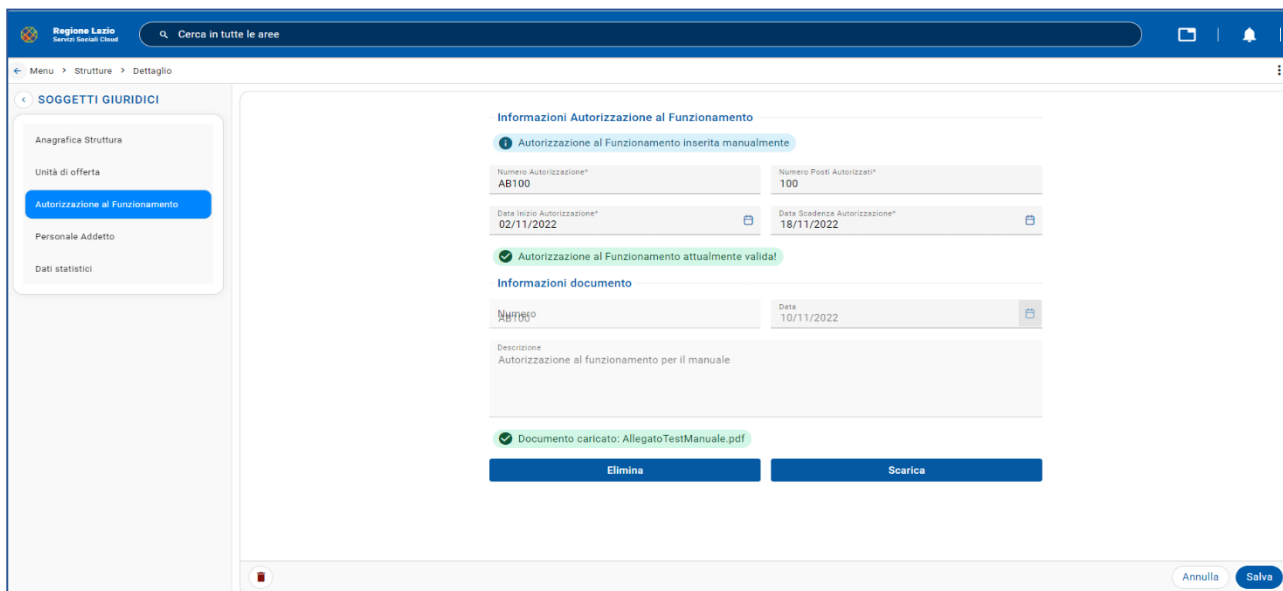 Regione Lazio
Servizi Sociali Cloud
Cerca in tutte le aree
Menu > Strutture > Dettaglio
SOGGETTI GIURIDICI
Anagrafica Struttura
Unità di offerta
Autorizzazione al Funzionamento
Personale Addetto
Dati statistici
Informazioni Autorizzazione al Funzionamento
Autorizzazione al Funzionamento inserita manualmente
Numero Autorizzazione*
AB100
Numero Posti Autorizzati*
100
Data Inizio Autorizzazione*
02/11/2022
Data Scadenza Autorizzazione*
18/11/2022
Autorizzazione al Funzionamento attualmente valida!
Informazioni documento
Numero
AB100
Data
10/11/2022
Descrizione
Autorizzazione al funzionamento per il manuale
Documento caricato: AllegatoTestManuale.pdf
Elimina
Scarica
Annulla
Salva